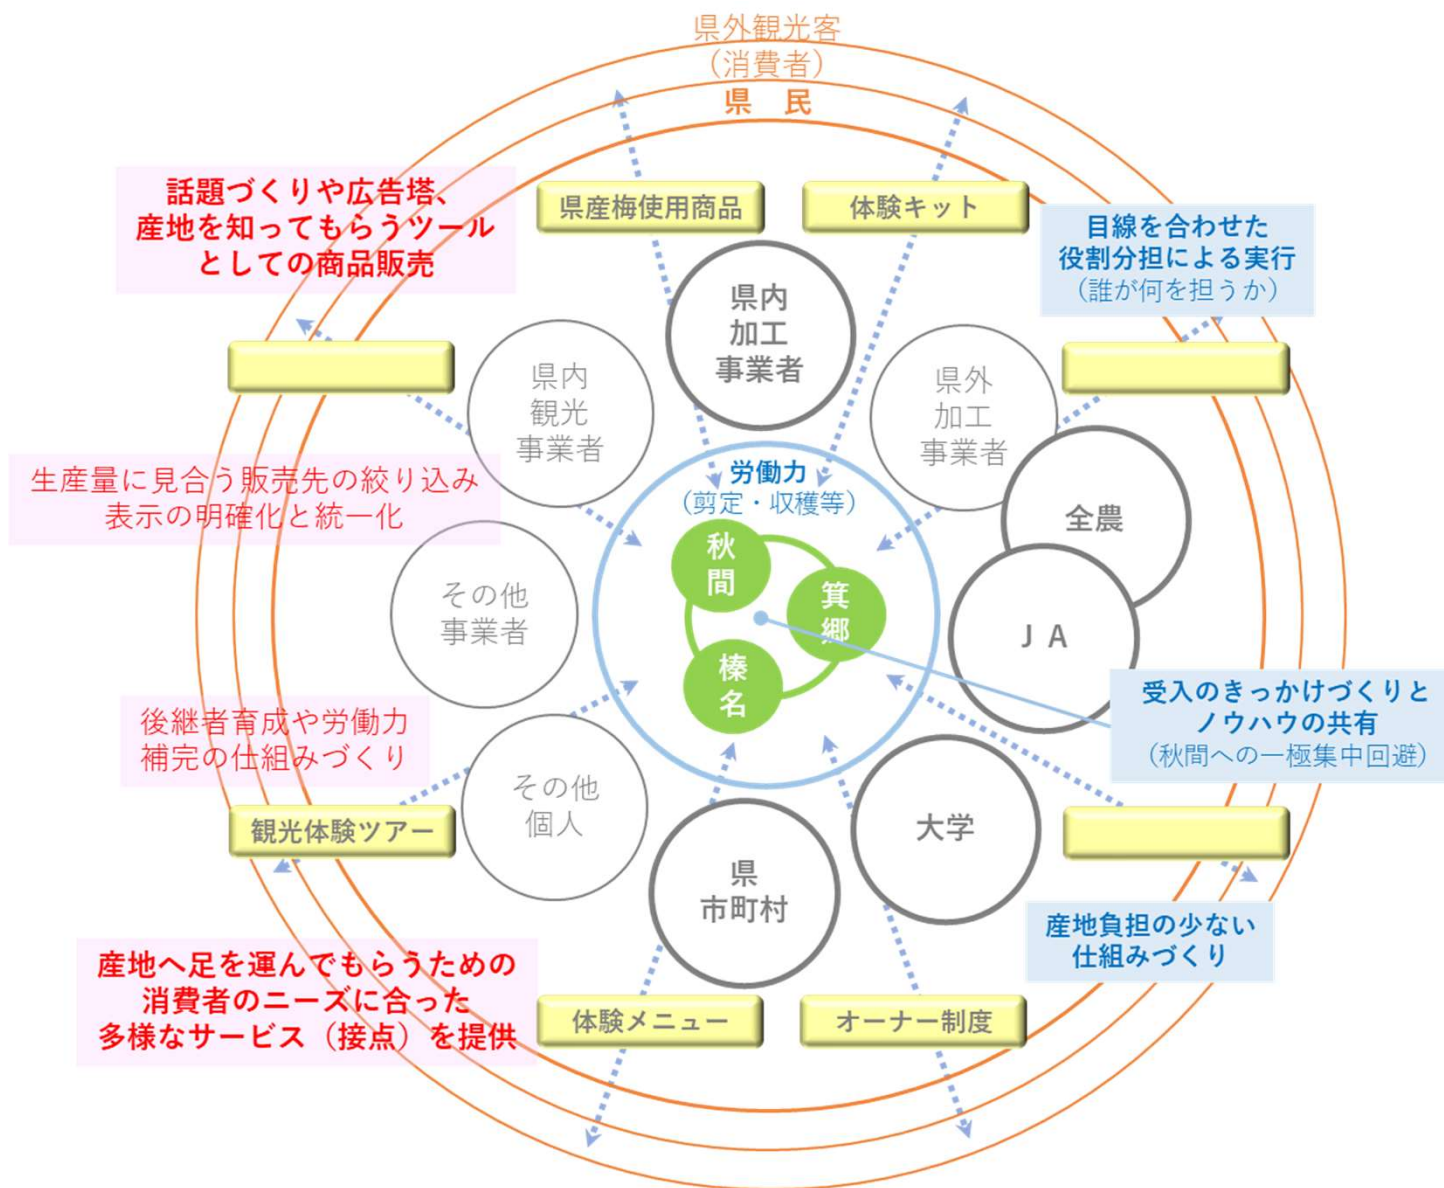 県外観光客
（消費者）
県　民
話題づくりや広告塔、
産地を知ってもらうツール
としての商品販売
県産梅使用商品
体験キット
目線を合わせた
役割分担による実行
（誰が何を担うか）
県内
加工
事業者
県内
観光
事業者
県外
加工
事業者
生産量に見合う販売先の絞り込み
表示の明確化と統一化
労働力
（剪定・収穫等）
全農
秋
間
箕
郷
榛
名
その他
事業者
ＪＡ
後継者育成や労働力
補完の仕組みづくり
受入のきっかけづくりと
ノウハウの共有
（秋間への一極集中回避）
その他
個人
観光体験ツアー
大学
県
市町村
産地負担の少ない
仕組みづくり
産地へ足を運んでもらうための
消費者のニーズに合った
多様なサービス（接点）を提供
体験メニュー
オーナー制度